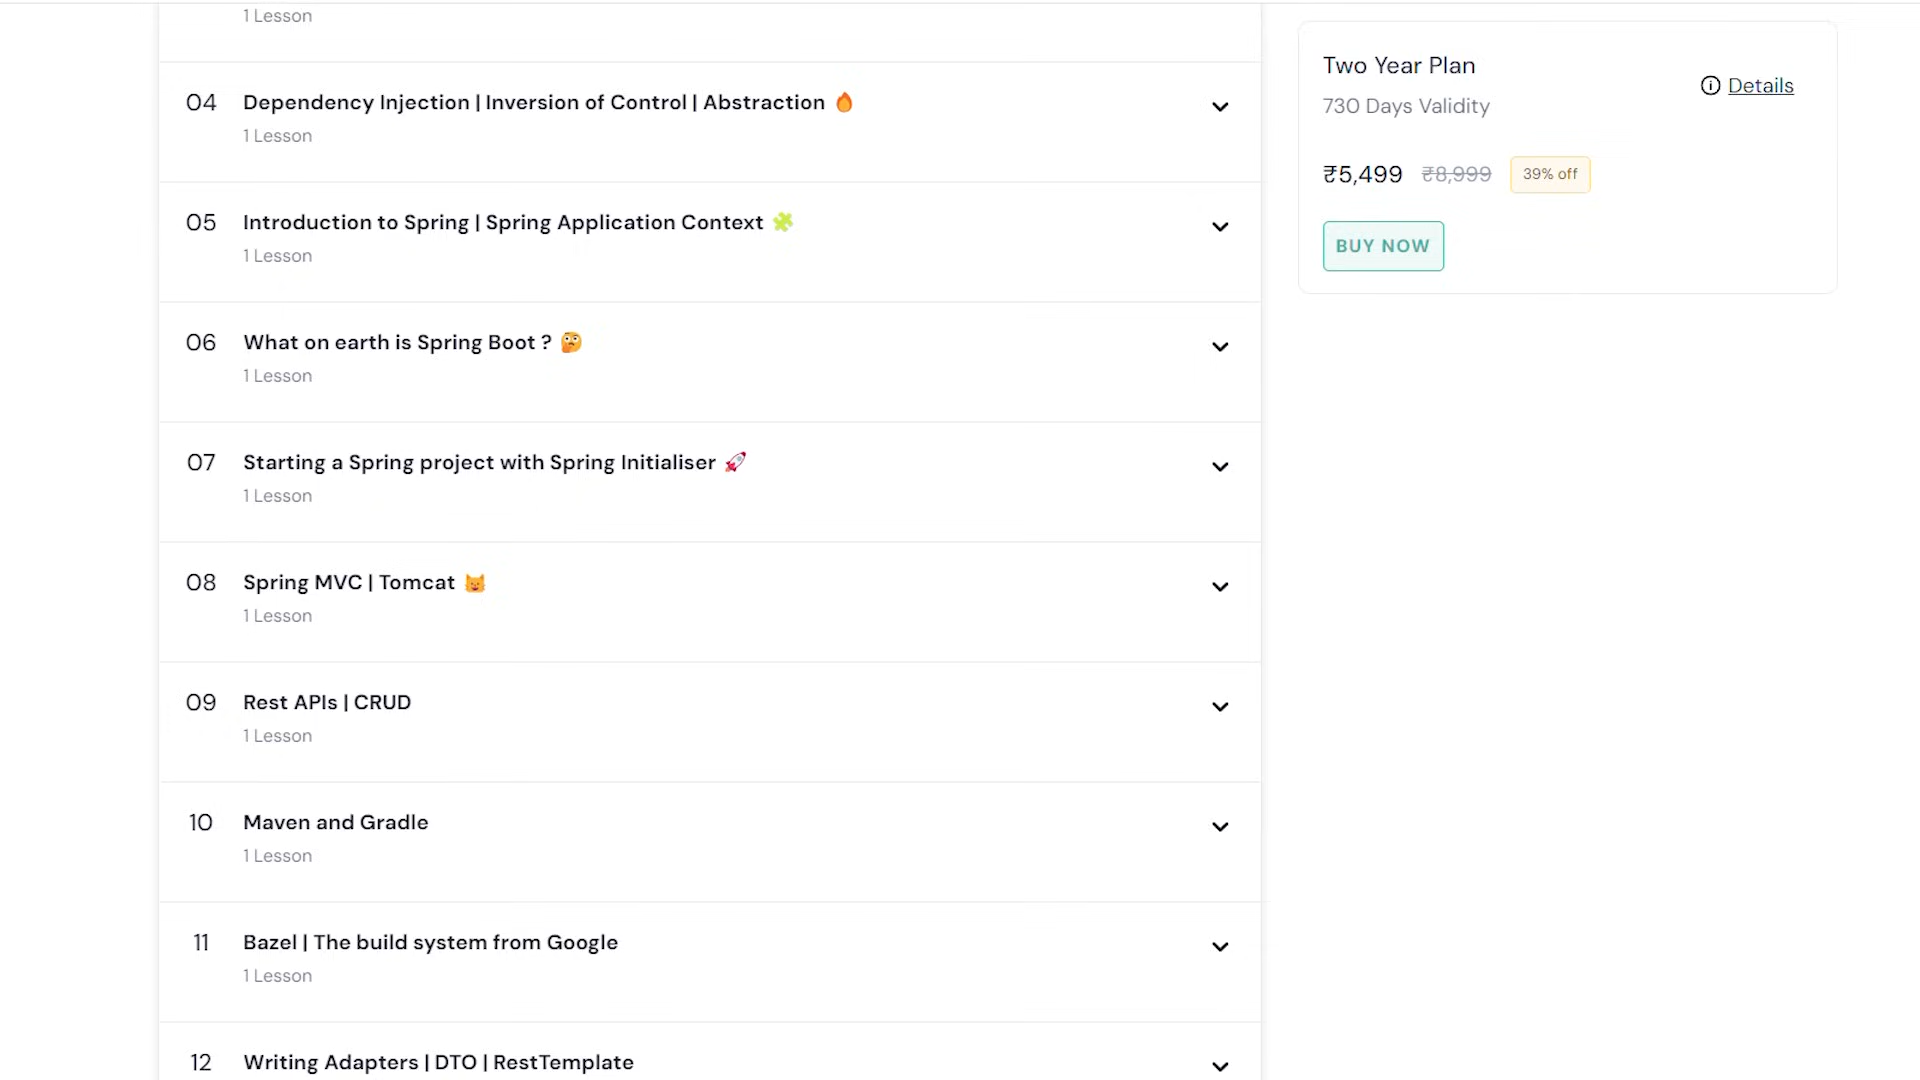 1 Lesson
04 Dependency Injection | Inversion of Control | Abstraction 🔥
1 Lesson
05 Introduction to Spring | Spring Application Context 🧩
1 Lesson
06 What on earth is Spring Boot ? 🤔
1 Lesson
07 Starting a Spring project with Spring Initialiser 🚀
1 Lesson
08 Spring MVC | Tomcat 😺
1 Lesson
09 Rest APIs | CRUD
1 Lesson
10 Maven and Gradle
1 Lesson
11 Bazel | The build system from Google
1 Lesson
12 Writing Adapters | DTO | RestTemplate
Two Year Plan
Details
730 Days Validity
₹5,499 ₹8,999 39% off
BUY NOW